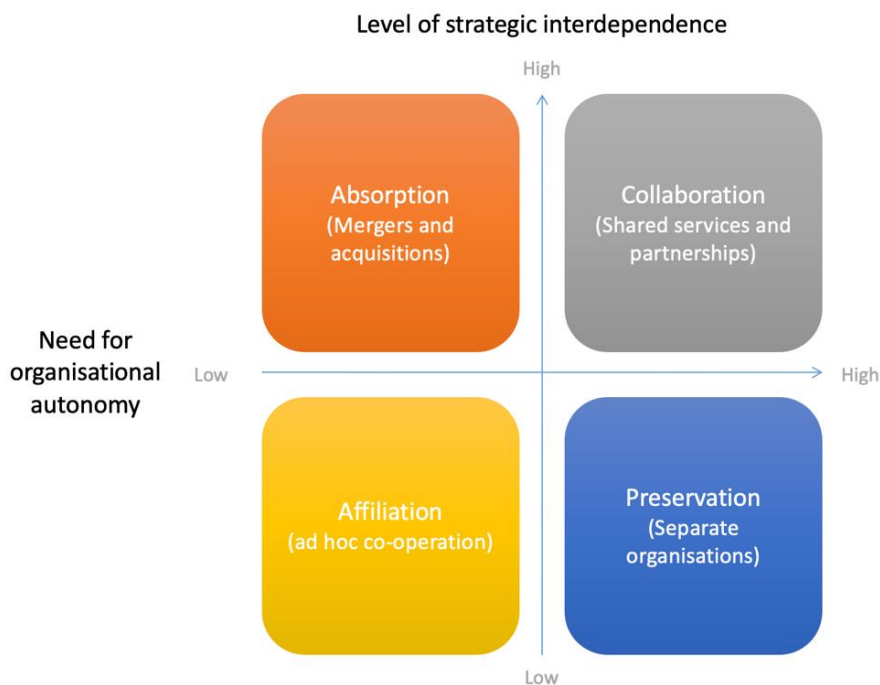 Level of strategic interdependence
High
Absorption
(Mergers and
acquisitions)
Collaboration
(Shared services and
partnerships)
Need for
organisational
autonomy
Low
High
Affiliation
(ad hoc co-operation)
Preservation
(Separate
organisations)
Low